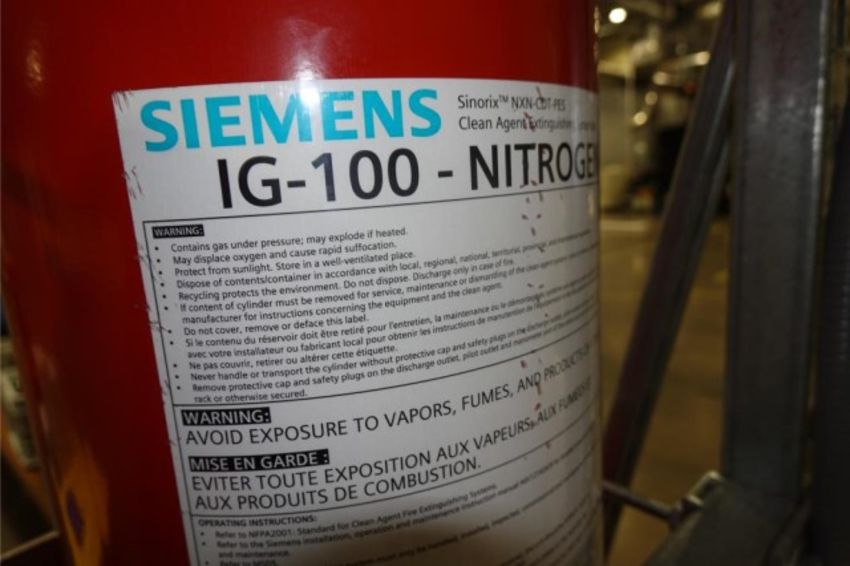 SIEMENS
Sinorix™ NXN-CDT-PES
Clean Agent Extinguishing
IG-100 - NITROGEN
WARNING:
• Contains gas under pressure; may explode if heated.
• May displace oxygen and cause rapid suffocation.
• Protect from sunlight. Store in a well-ventilated place.
• Dispose of contents/container in accordance with local, regional, national, territorial, provincial, and international
• Recycling protects the environment. Do not dispose. Discharge only in case of fire.
• If content of cylinder must be removed for service, maintenance or dismantling of the clean agent system
manufacturer for instructions concerning the equipment and the clean agent.
• Do not cover, remove or deface this label.
• Si le contenu du réservoir doit être retiré pour l'entretien, la maintenance ou le
avec votre installateur ou fabricant local pour obtenir les instructions de manutention de
• Ne pas couvrir, retirer ou altérer cette étiquette.
• Never handle or transport the cylinder without protective cap and safety plugs on the discharge
• Remove protective cap and safety plugs on the discharge outlet, pilot outlet and manometer
rack or otherwise secured.
WARNING:
AVOID EXPOSURE TO VAPORS, FUMES, AND PRODUCTS
MISE EN GARDE :
EVITER TOUTE EXPOSITION AUX VAPEURS, AUX
AUX PRODUITS DE COMBUSTION.
OPERATING INSTRUCTIONS:
• Refer to NFPA2001: Standard for Clean Agent Fire Extinguishing Systems.
• Refer to the Siemens installation, operation and maintenance instruction manual
and maintenance.
• Refer to MSDS